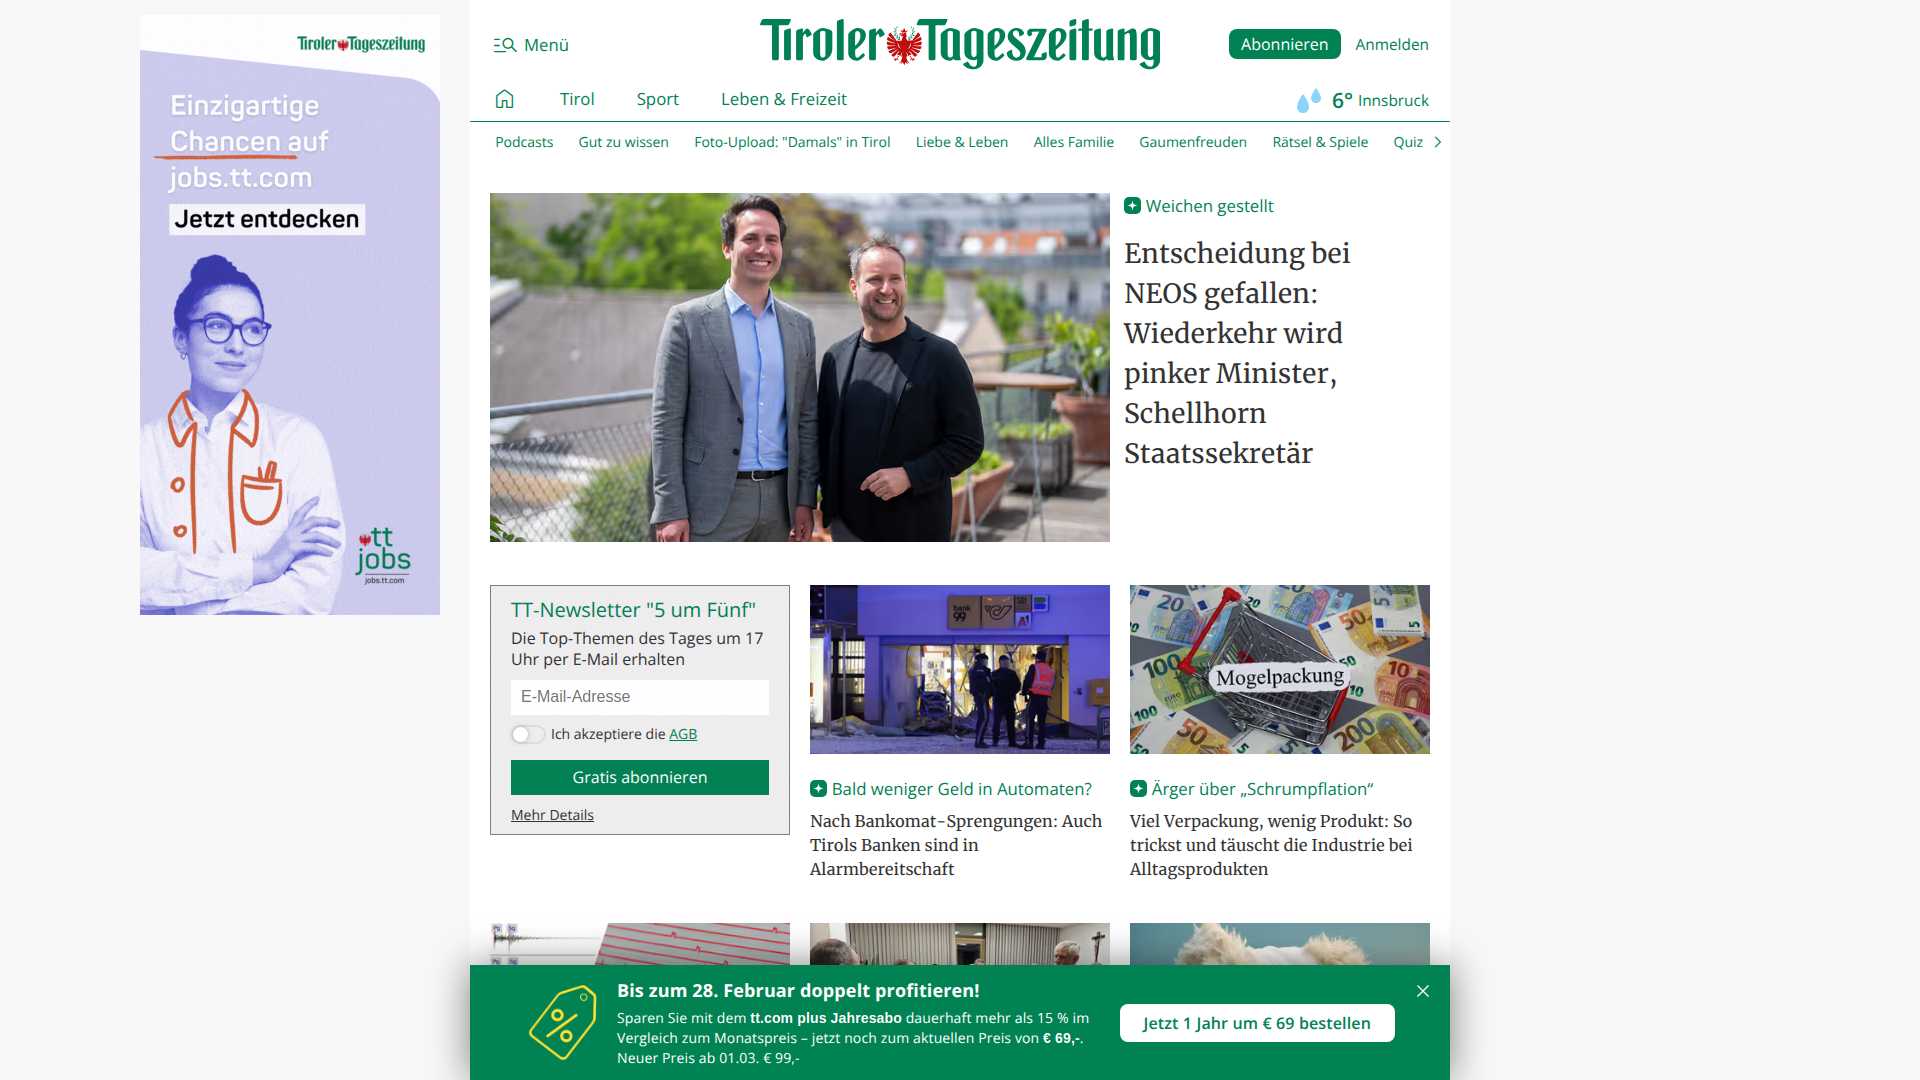 Tiroler Tageszeitung
Einzigartige
Chancen auf
jobs.tt.com
Jetzt entdecken
tt
jobs
jobs.tt.com
Menü
Tiroler Tageszeitung
Abonnieren
Anmelden
Tirol
Sport
Leben & Freizeit
6° Innsbruck
Podcasts
Gut zu wissen
Foto-Upload: "Damals" in Tirol
Liebe & Leben
Alles Familie
Gaumenfreuden
Rätsel & Spiele
Quiz
Weichen gestellt
Entscheidung bei
NEOS gefallen:
Wiederkehr wird
pinker Minister,
Schellhorn
Staatssekretär
TT-Newsletter "5 um Fünf"
Die Top-Themen des Tages um 17
Uhr per E-Mail erhalten
E-Mail-Adresse
Ich akzeptiere die AGB
Gratis abonnieren
Mehr Details
bank
99
A1
Bald weniger Geld in Automaten?
Nach Bankomat-Sprengungen: Auch
Tirols Banken sind in
Alarmbereitschaft
Mogelpackung
Ärger über „Schrumpflation“
Viel Verpackung, wenig Produkt: So
trickst und täuscht die Industrie bei
Alltagsprodukten
Bis zum 28. Februar doppelt profitieren!
Sparen Sie mit dem tt.com plus Jahresabo dauerhaft mehr als 15 % im
Vergleich zum Monatspreis – jetzt noch zum aktuellen Preis von € 69,-.
Neuer Preis ab 01.03. € 99,-
Jetzt 1 Jahr um € 69 bestellen